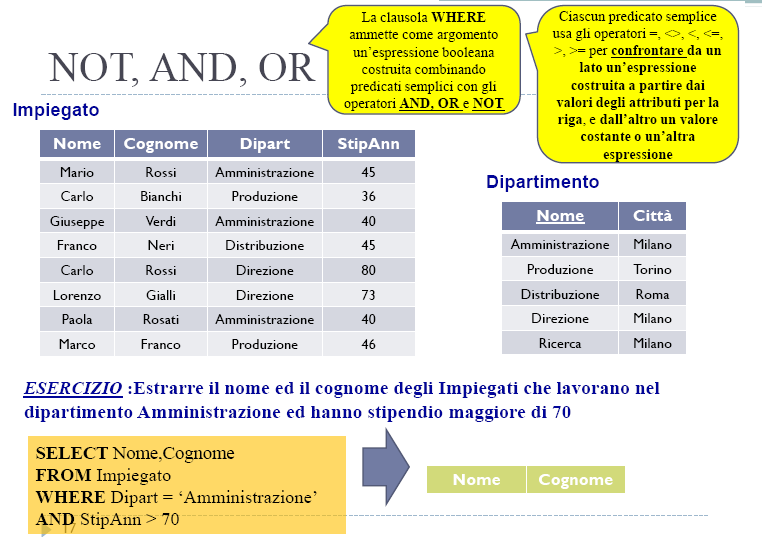 NOT, AND, OR
La clausola WHERE
ammette come argomento
un'espressione booleana
costruita combinando
predicati semplici con gli
operatori AND, OR e NOT
Ciascun predicato semplice
usa gli operatori =, <>, <, <=,
>, >= per confrontare da un
lato un'espressione
costruita a partire dai
valori degli attributi per la
riga, e dall'altro un valore
costante o un'altra
espressione
Impiegato
Nome Cognome Dipart StipAnn
Mario Rossi Amministrazione 45
Carlo Bianchi Produzione 36
Giuseppe Verdi Amministrazione 40
Franco Neri Distribuzione 45
Carlo Rossi Direzione 80
Lorenzo Gialli Direzione 73
Paola Rosati Amministrazione 40
Marco Franco Produzione 46
Dipartimento
Nome Città
Amministrazione Milano
Produzione Torino
Distribuzione Roma
Direzione Milano
Ricerca Milano
ESERCIZIO :Estrarre il nome ed il cognome degli Impiegati che lavorano nel
dipartimento Amministrazione ed hanno stipendio maggiore di 70
SELECT Nome,Cognome
FROM Impiegato
WHERE Dipart = ‘Amministrazione’
AND StipAnn > 70
Nome Cognome
17